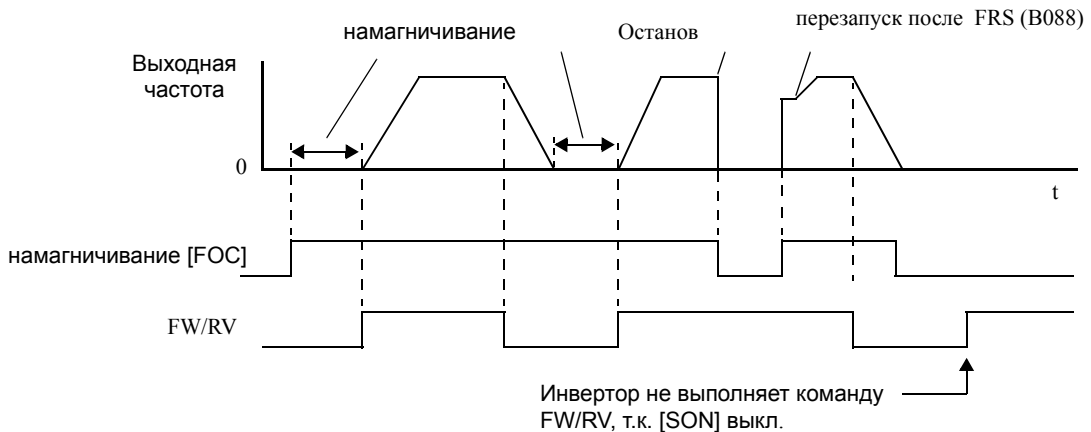 намагничивание
Останов
перезапуск после FRS (B088)
Выходная
частота
0
t
намагничивание [FOC]
FW/RV
Инвертор не выполняет команду
FW/RV, т.к. [SON] выкл.